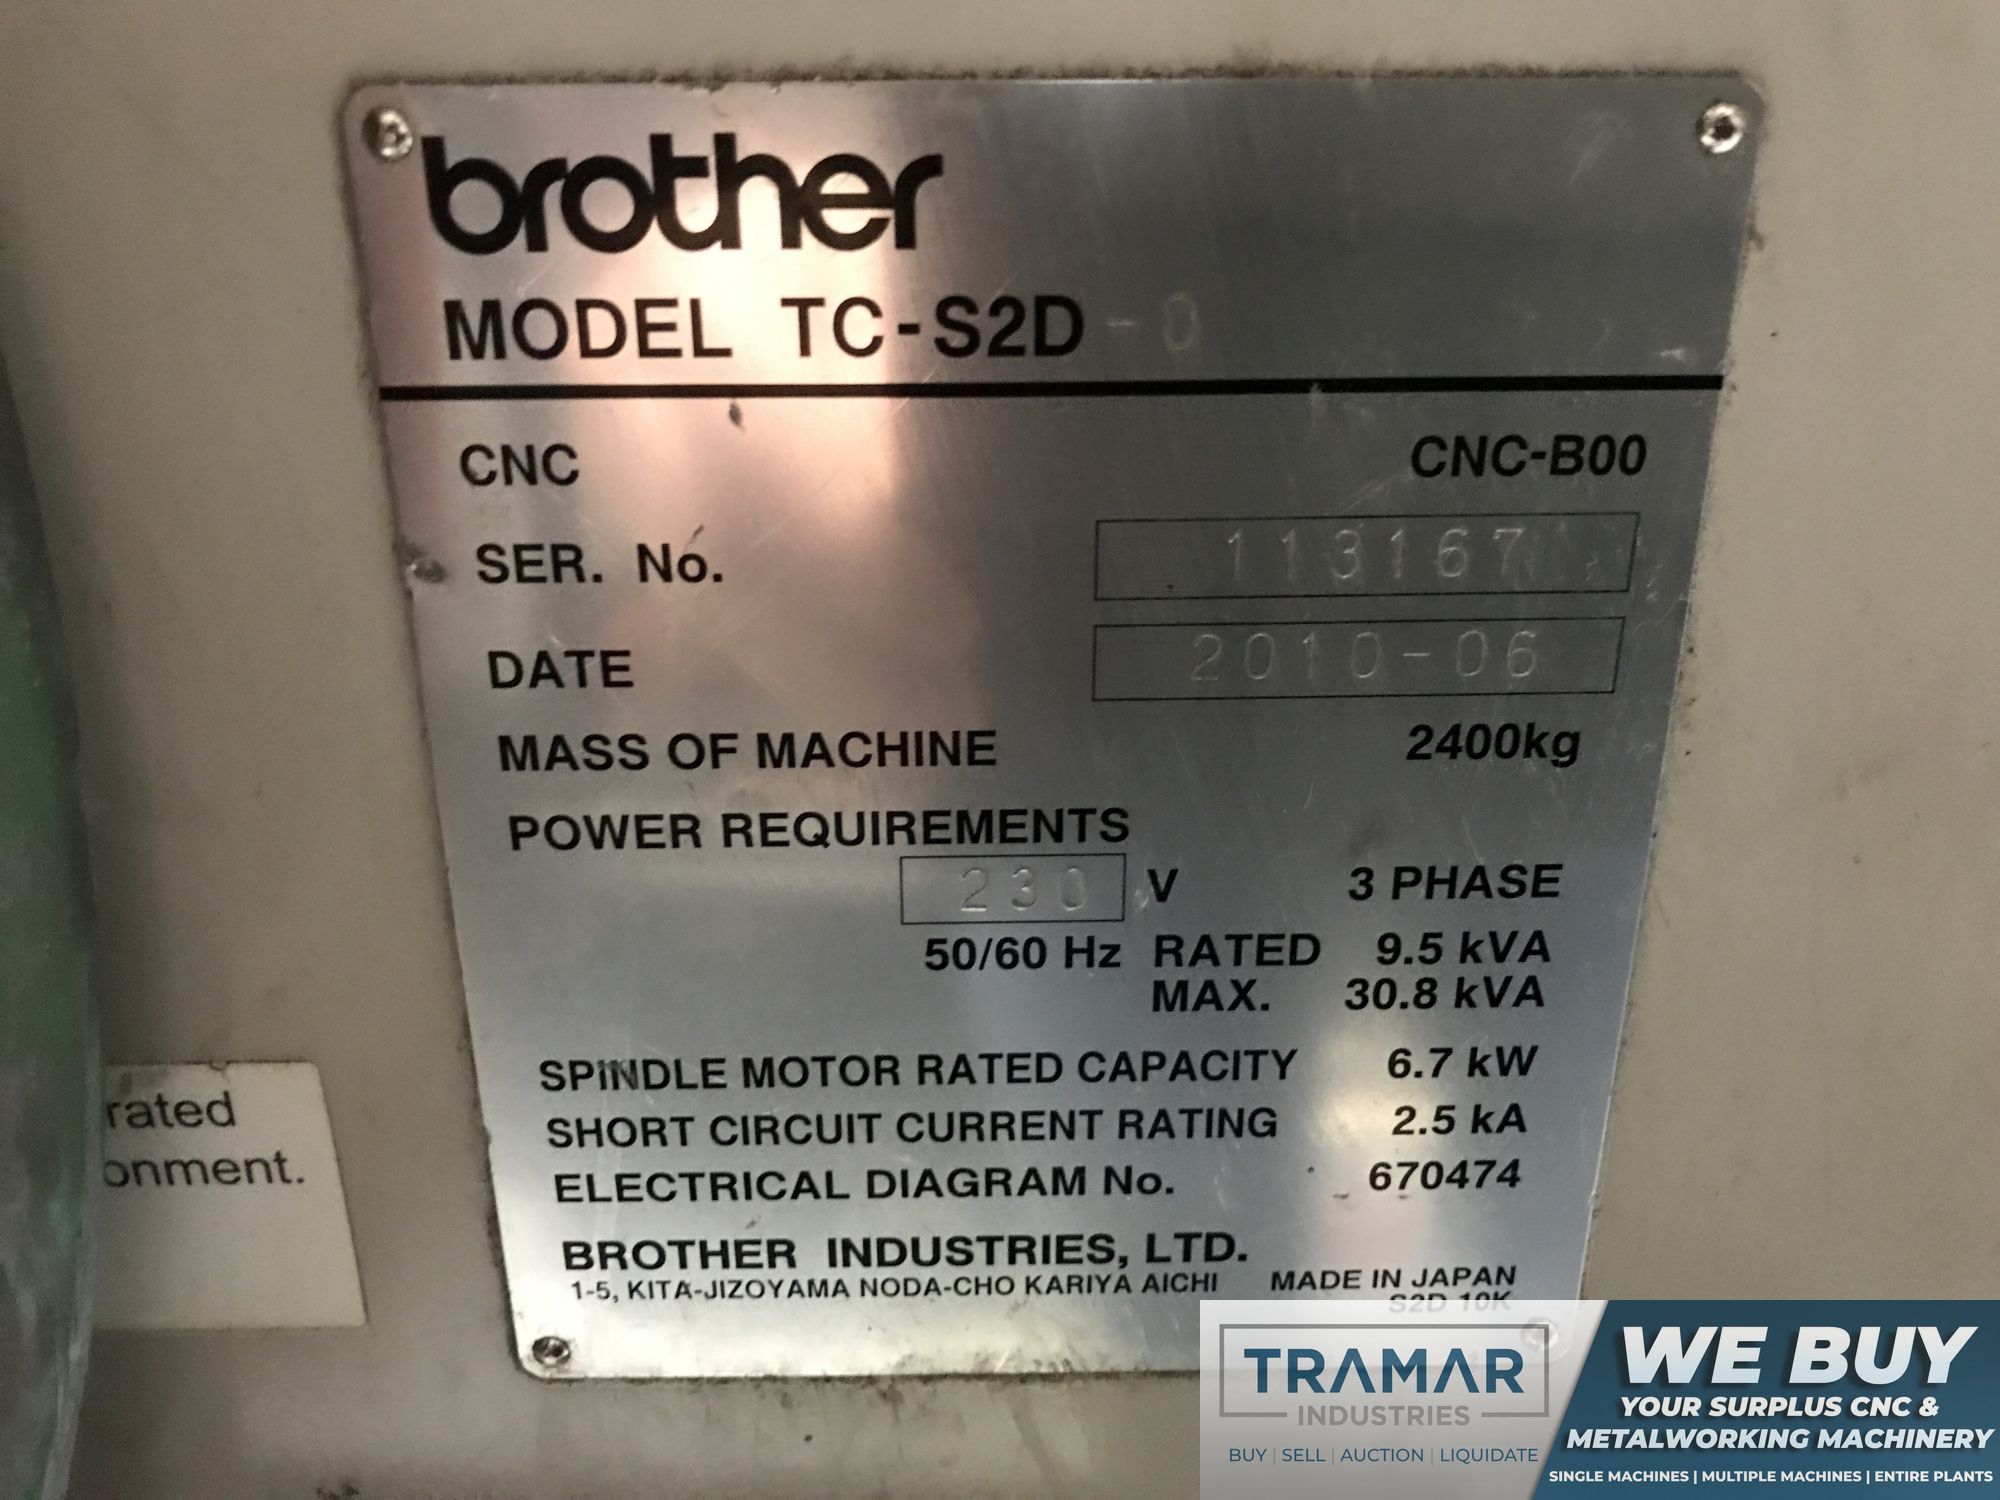 brother
MODEL TC-S2D-0
CNC CNC-B00
SER. No. 113167
DATE 2010-06
MASS OF MACHINE 2400kg
POWER REQUIREMENTS
230 V 3 PHASE
50/60 Hz RATED 9.5 kVA
MAX. 30.8 kVA
SPINDLE MOTOR RATED CAPACITY 6.7 kW
SHORT CIRCUIT CURRENT RATING 2.5 kA
ELECTRICAL DIAGRAM No. 670474
BROTHER INDUSTRIES, LTD.
1-5, KITA-JIZOYAMA NODA-CHO KARIYA AICHI MADE IN JAPAN
S2D 10K
rated
onment.
TRAMAR
INDUSTRIES
BUY | SELL | AUCTION | LIQUIDATE
WE BUY
YOUR SURPLUS CNC &
METALWORKING MACHINERY
SINGLE MACHINES | MULTIPLE MACHINES | ENTIRE PLANTS